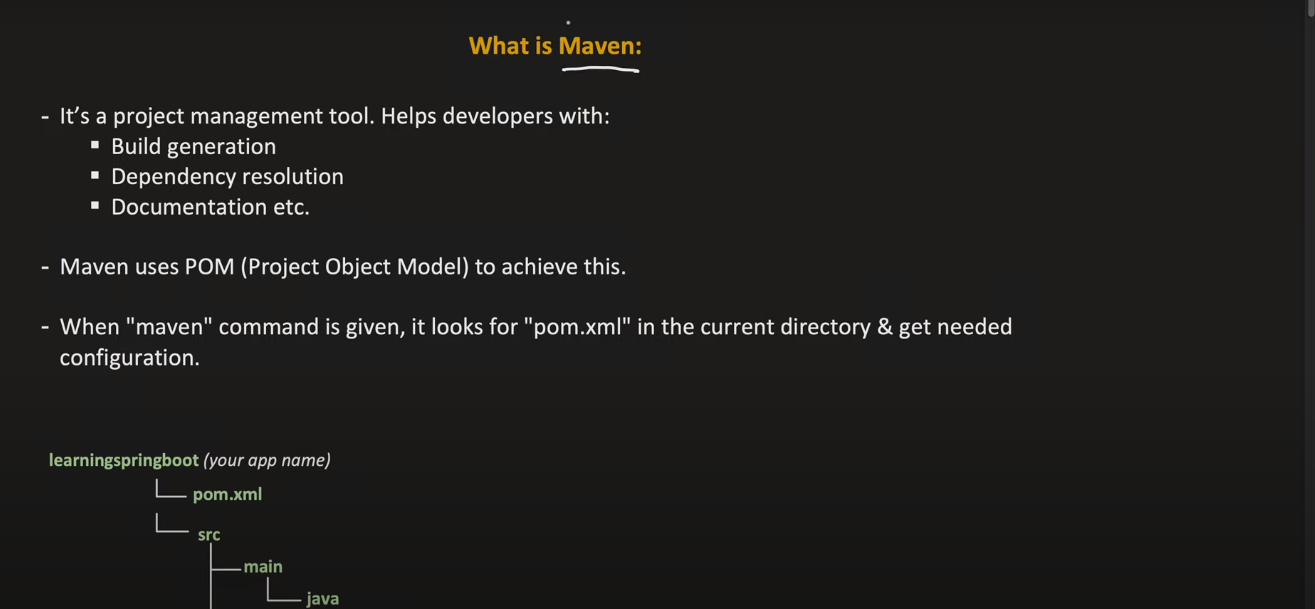 What is Maven:
- It’s a project management tool. Helps developers with:
▪ Build generation
▪ Dependency resolution
▪ Documentation etc.
- Maven uses POM (Project Object Model) to achieve this.
- When "maven" command is given, it looks for "pom.xml" in the current directory & get needed
configuration.
learningspringboot (your app name)
pom.xml
src
main
java